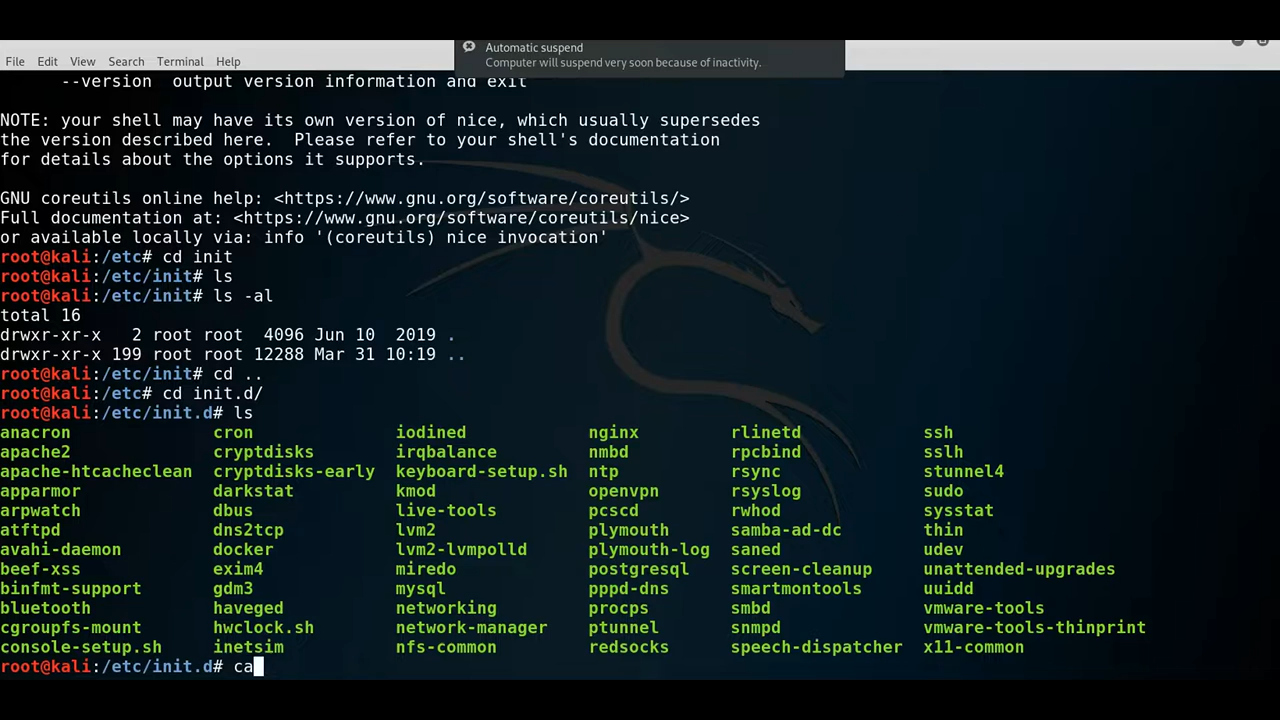 Automatic suspend
Computer will suspend very soon because of inactivity.
File Edit View Search Terminal Help
--version  output version information and exit
NOTE: your shell may have its own version of nice, which usually supersedes
the version described here.  Please refer to your shell's documentation
for details about the options it supports.
GNU coreutils online help: <https://www.gnu.org/software/coreutils/>
Full documentation at: <https://www.gnu.org/software/coreutils/nice>
or available locally via: info '(coreutils) nice invocation'
root@kali:/etc# cd init
root@kali:/etc/init# ls
root@kali:/etc/init# ls -al
total 16
drwxr-xr-x   2 root root  4096 Jun 10  2019 .
drwxr-xr-x 199 root root 12288 Mar 31 10:19 ..
root@kali:/etc/init# cd ..
root@kali:/etc# cd init.d/
root@kali:/etc/init.d# ls
anacron cron iodined nginx rlinetd ssh
apache2 cryptdisks irqbalance nmbd rpcbind sslh
apache-htcacheclean cryptdisks-early keyboard-setup.sh ntp rsync stunnel4
apparmor darkstat kmod openvpn rsyslog sudo
arpwatch dbus live-tools pcscd rwhod sysstat
atftpd dns2tcp lvm2 plymouth samba-ad-dc thin
avahi-daemon docker lvm2-lvmpolld plymouth-log saned udev
beef-xss exim4 miredo postgresql screen-cleanup unattended-upgrades
binfmt-support gdm3 mysql pppd-dns smartmontools uuidd
bluetooth haveged networking procps smbd vmware-tools
cgroupfs-mount hwclock.sh network-manager ptunnel snmpd vmware-tools-thinprint
console-setup.sh inetsim nfs-common redsocks speech-dispatcher x11-common
root@kali:/etc/init.d# ca